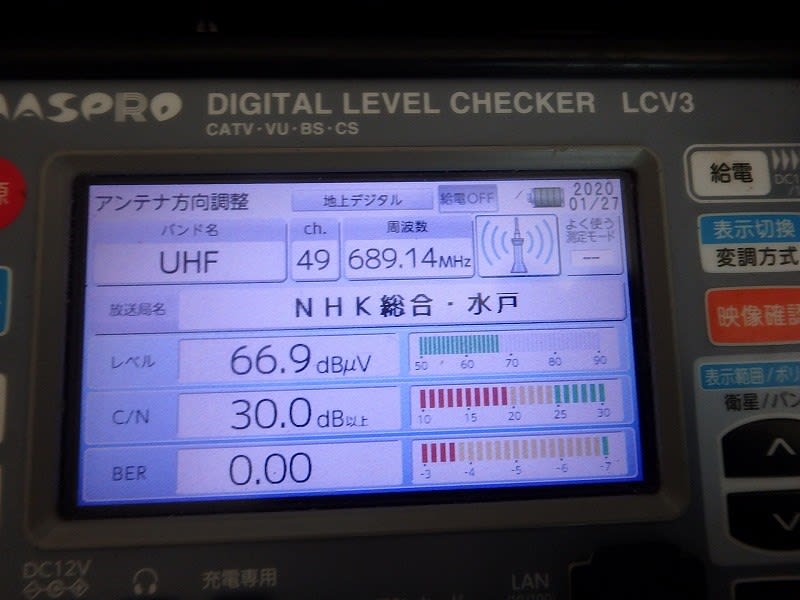 MASPRO DIGITAL LEVEL CHECKER LCV3
CATV・VU・BS・CS
アンテナ方向調整 地上デジタル 給電OFF 2020 01/27
バンド名 ch. 周波数 よく使う 測定モード
UHF 49 689.14MHz --
放送局名 NHK総合・水戸
レベル 66.9dBμV 50 60 70 80 90
C/N 30.0dB以上 10 15 20 25 30
BER 0.00 -3 -4 -5 -6 -7
給電
DC1
表示切換
変調方式
映像確認
表示範囲/ポリ
衛星/バン
DC12V 充電専用 LAN